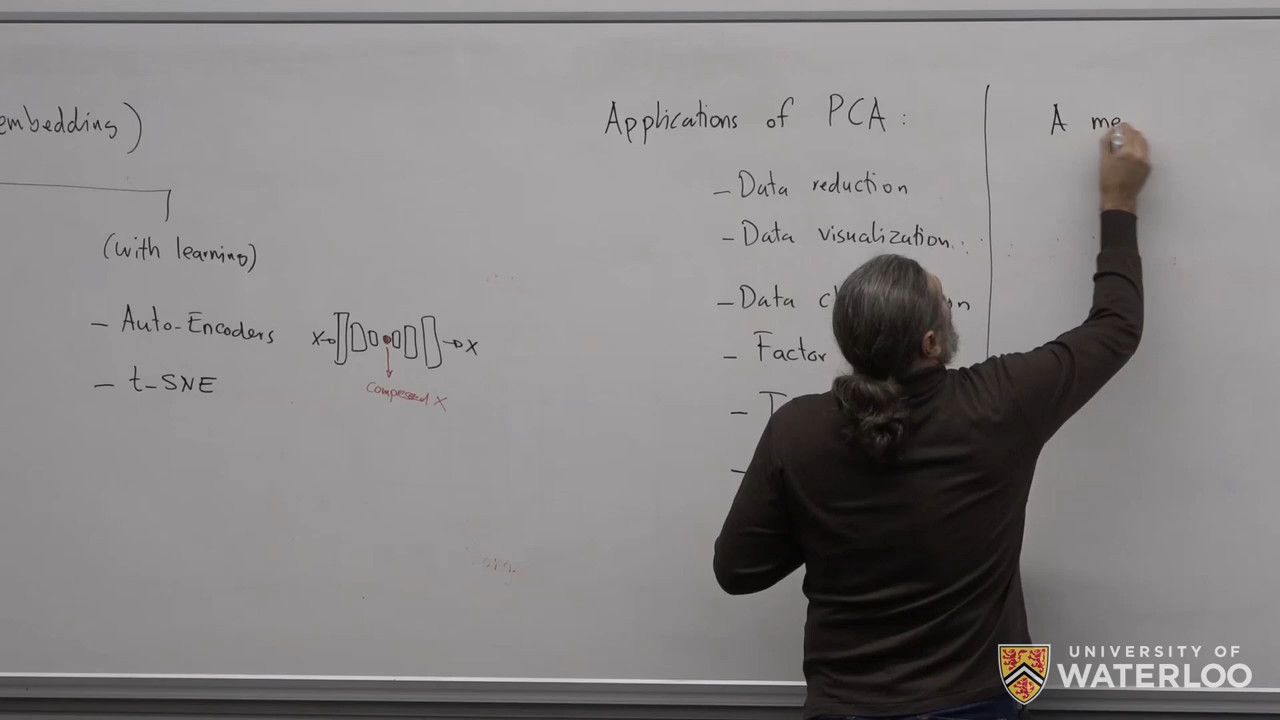 embedding)
(with learning)
- Auto-Encoders
- t-SNE
X
X
Compressed X
Applications of PCA:
- Data reduction
- Data visualization
- Data
- Factor
-
-
A me
UNIVERSITY OF
WATERLOO